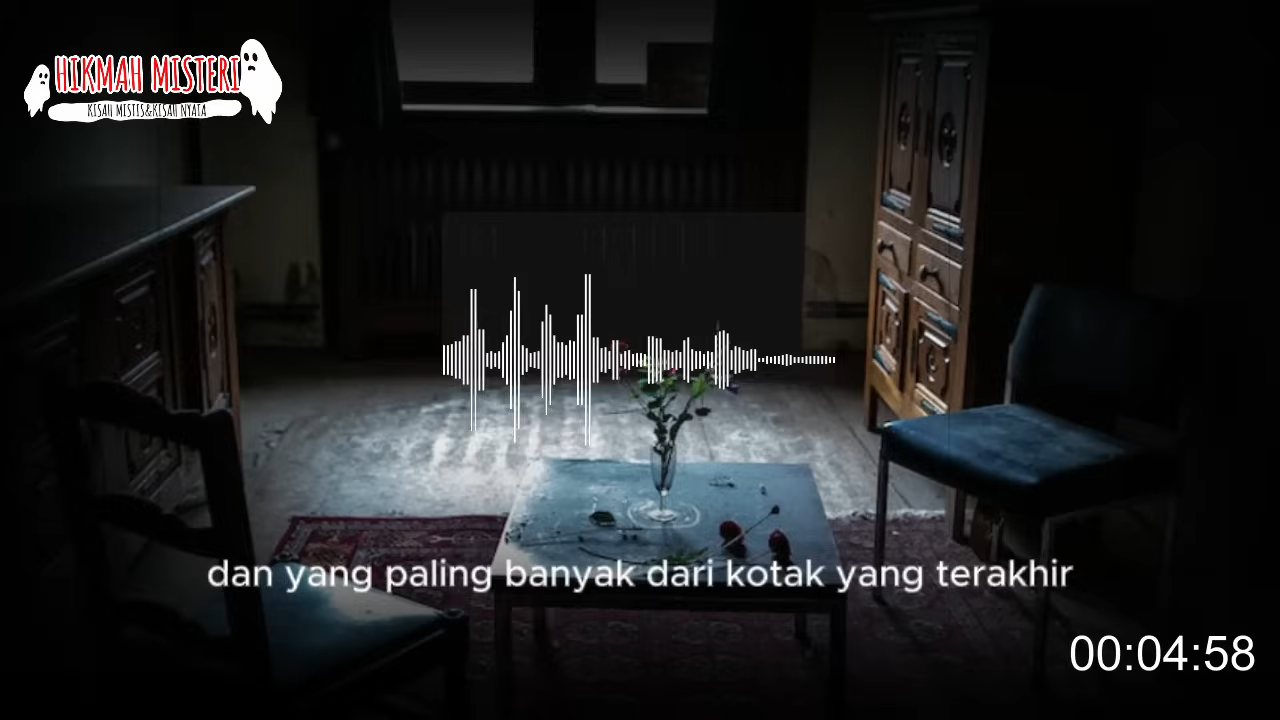 HIKMAH MISTERI
KISAH MISTIS&KISAH NYATA
dan yang paling banyak dari kotak yang terakhir
00:04:58